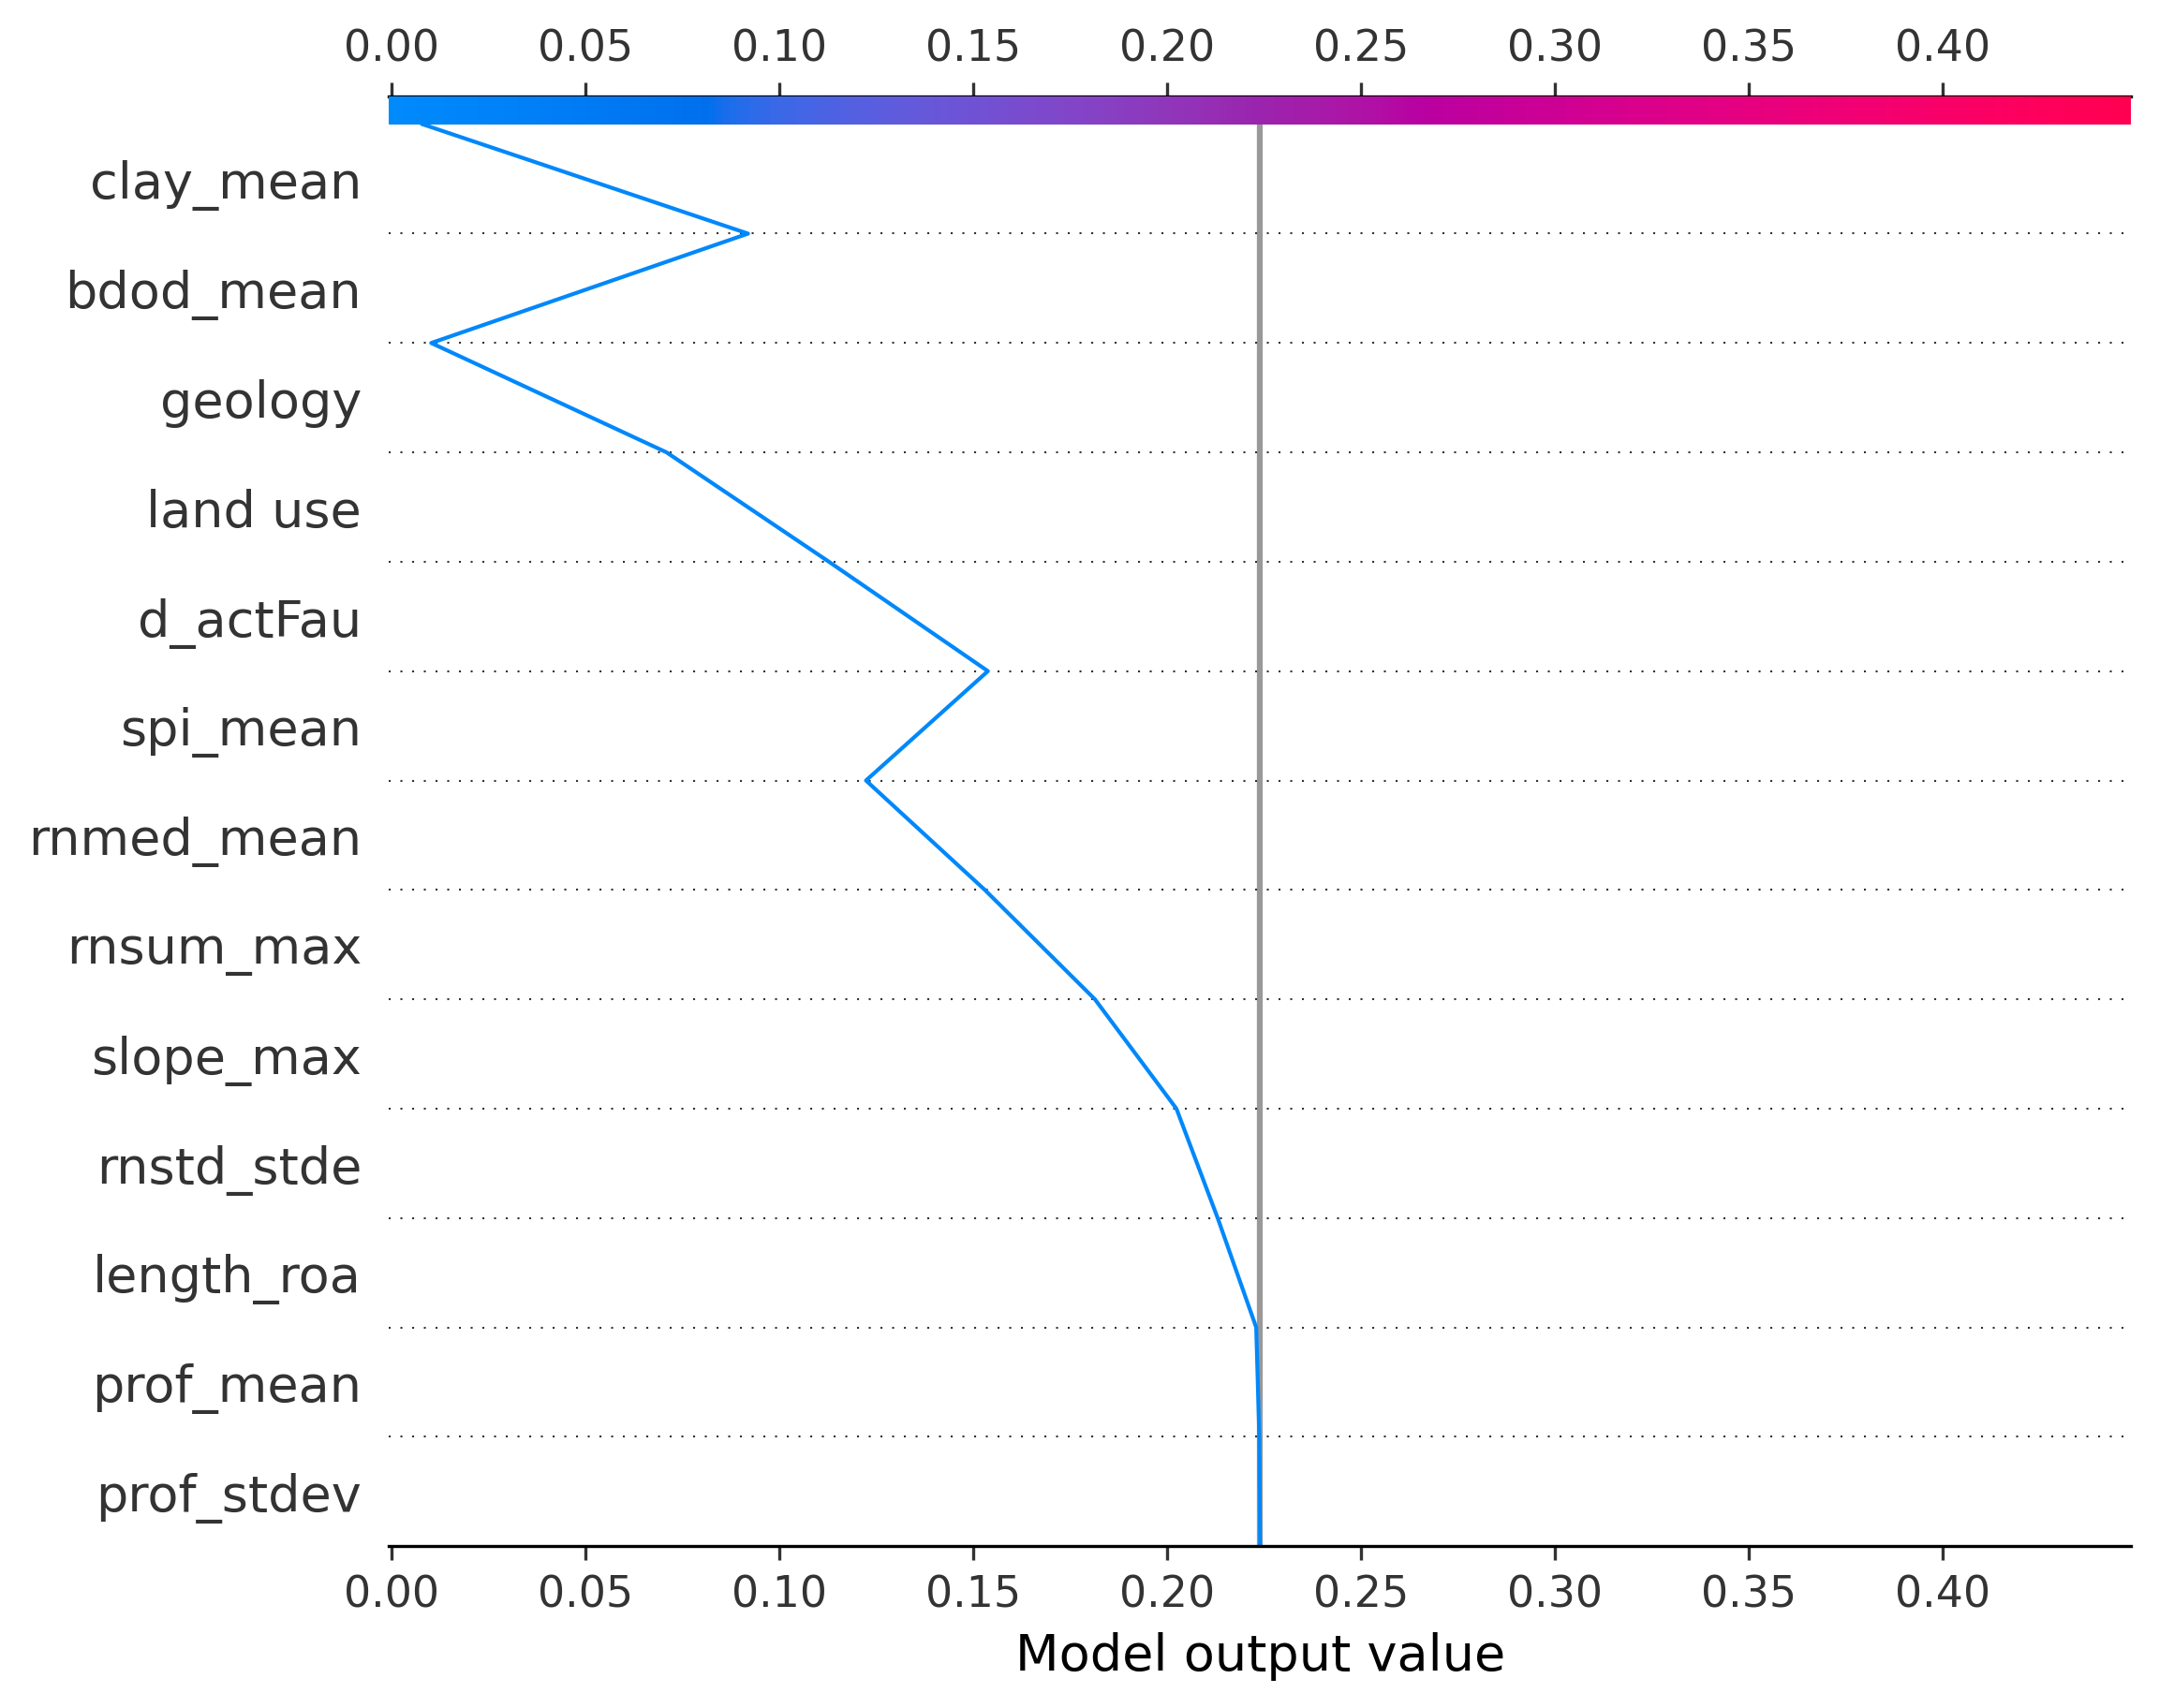 0.00 0.05 0.10 0.15 0.20 0.25 0.30 0.35 0.40
clay_mean
bdod_mean
geology
land use
d_actFau
spi_mean
rnmed_mean
rnsum_max
slope_max
rnstd_stde
length_roa
prof_mean
prof_stdev
0.00 0.05 0.10 0.15 0.20 0.25 0.30 0.35 0.40
Model output value